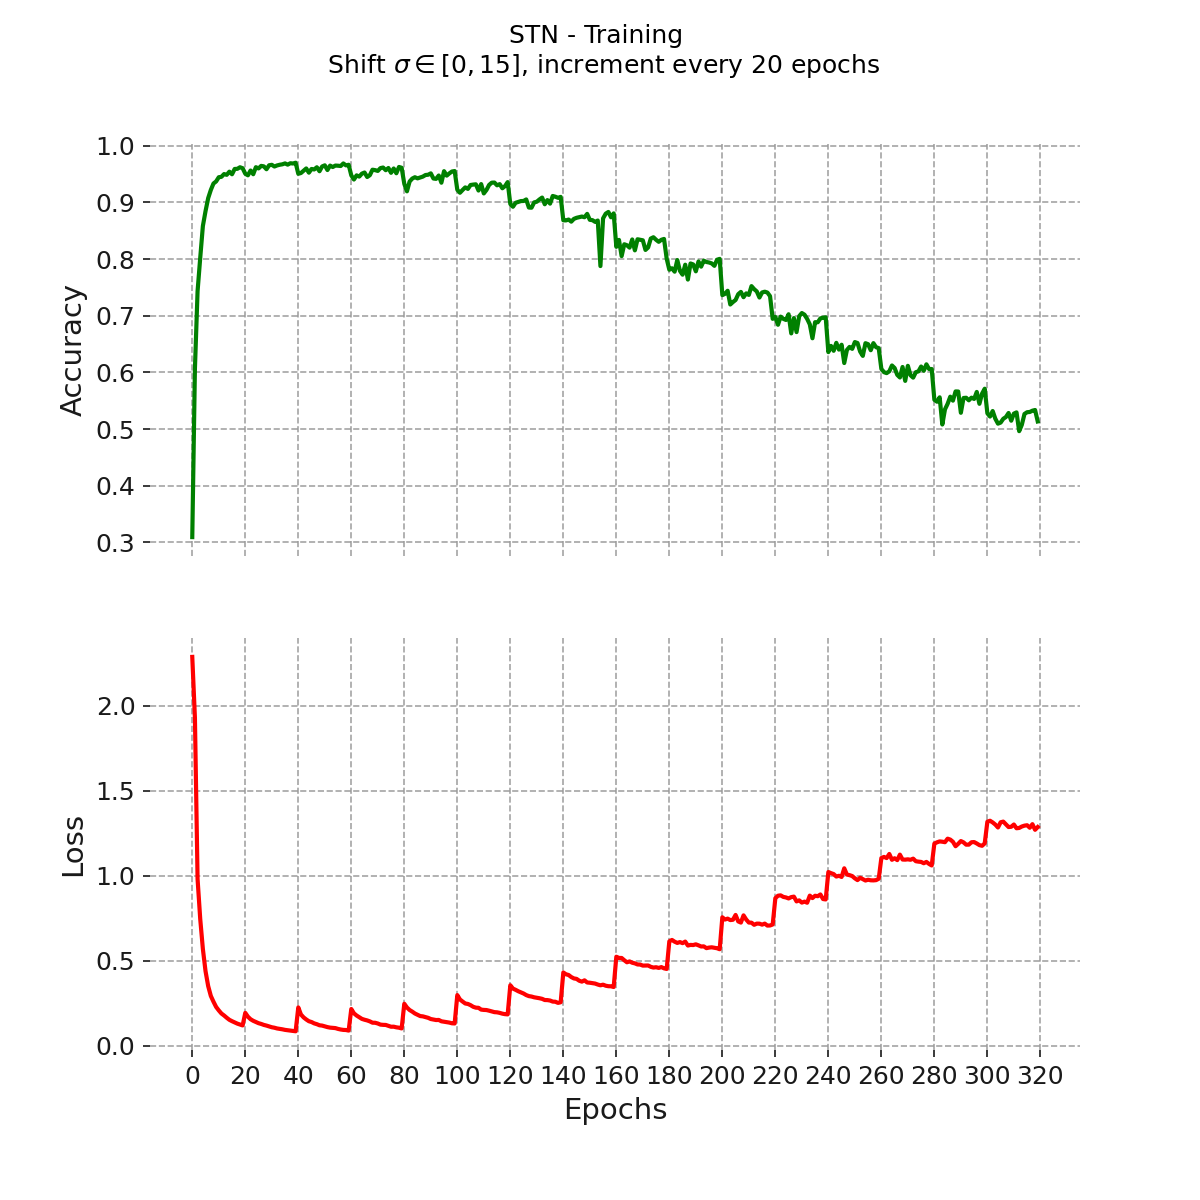 STN - Training
Shift σ ∈ [0, 15], increment every 20 epochs
1.0
0.9
0.8
0.7
0.6
0.5
0.4
0.3
Accuracy
2.0
1.5
1.0
0.5
0.0
Loss
0 20 40 60 80 100 120 140 160 180 200 220 240 260 280 300 320
Epochs